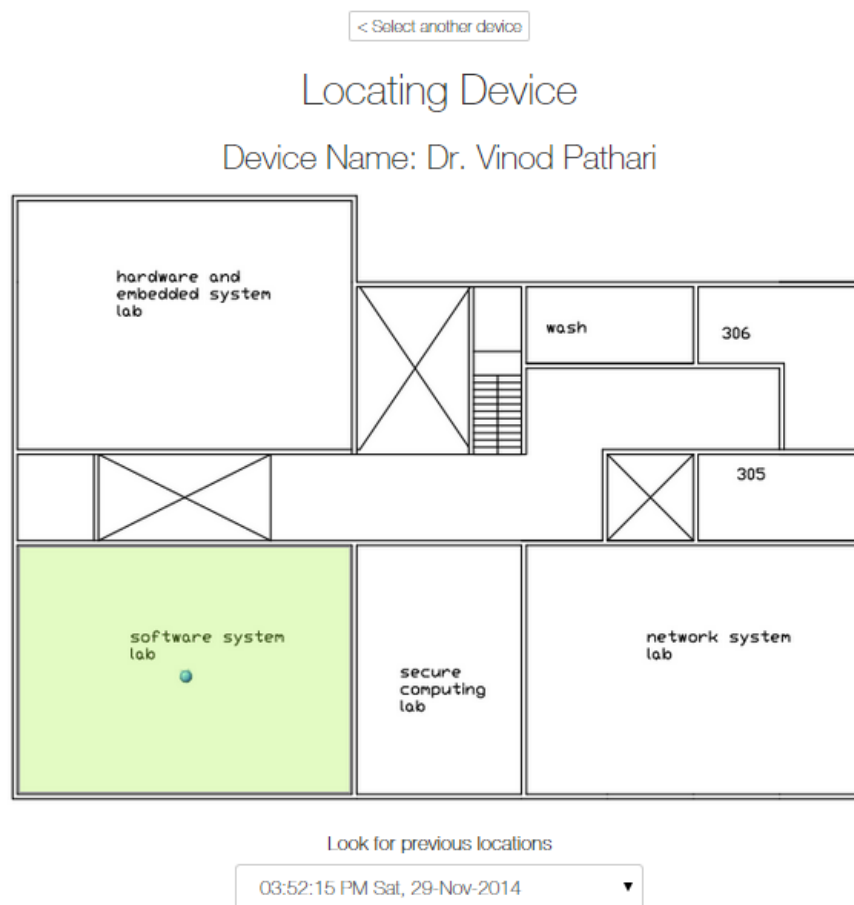 < Select another device
Locating Device
Device Name: Dr. Vinod Pathari
hardware and
embedded system
lab
wash
306
305
software system
lab
secure
computing
lab
network system
lab
Look for previous locations
03:52:15 PM Sat, 29-Nov-2014